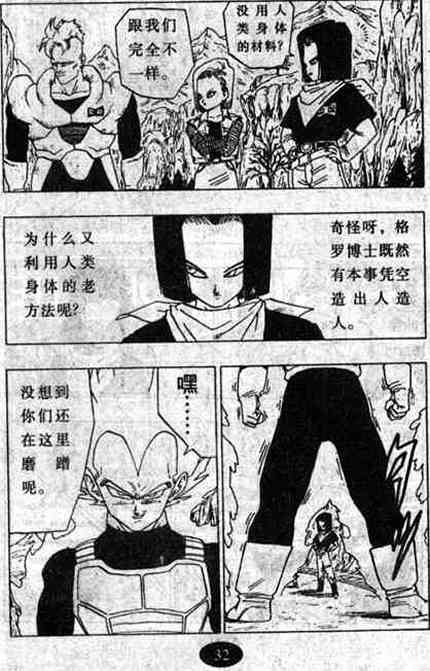 没用人
类身体
的材料?
跟我们
完全不
一样。
奇怪呀，格
罗博士既然
有本事凭空
造出人造
人。
为什么又
利用人类
身体的老
方法呢?
嘿……
没想到
你们还
在这里
磨蹭
呢。
32